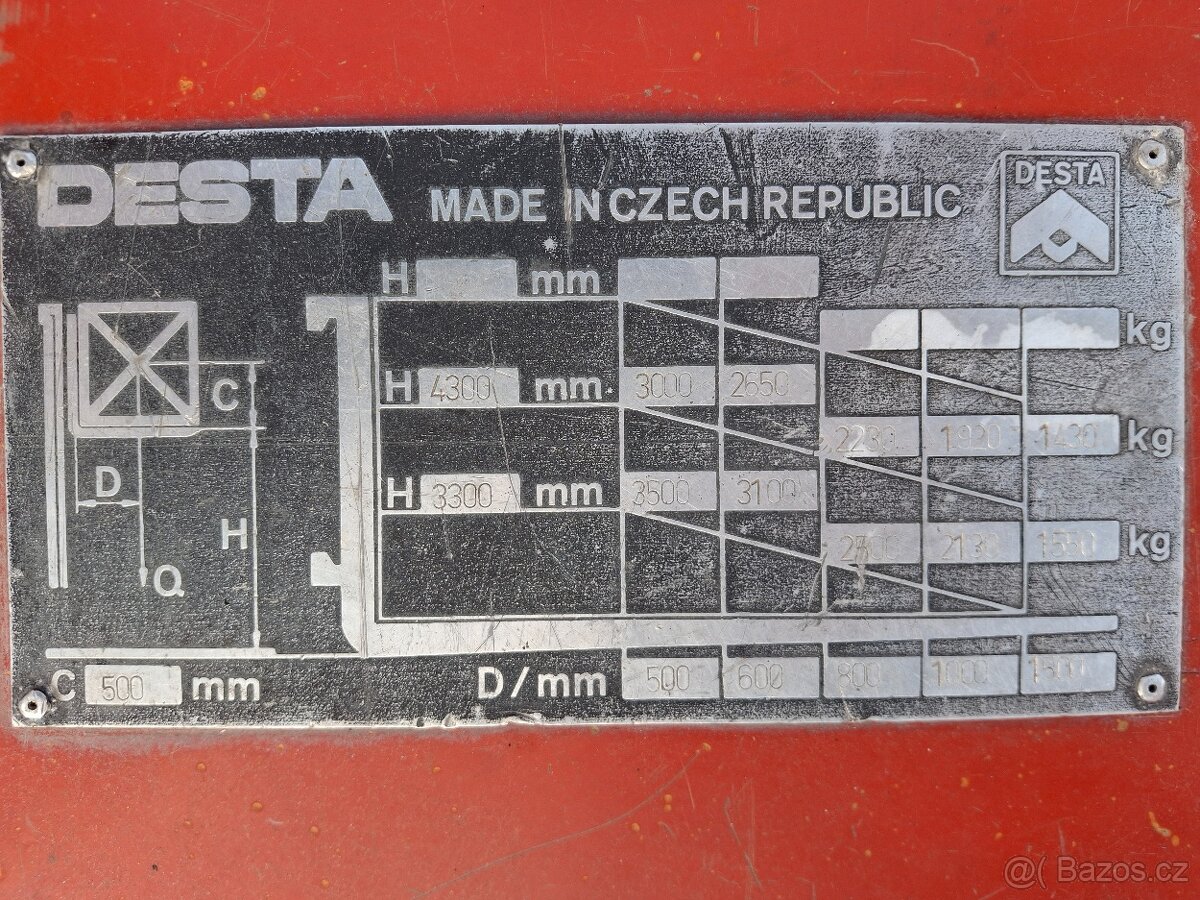 DESTA MADE IN CZECH REPUBLIC DESTA
H mm
kg
H 4300 mm 3000 2650
C
2230 1920 1430 kg
D H 3300 mm 3500 3100
H 2130 1550 kg
Q
C 500 mm D/mm 500 600 800 1000 1500
@( Bazos.cz